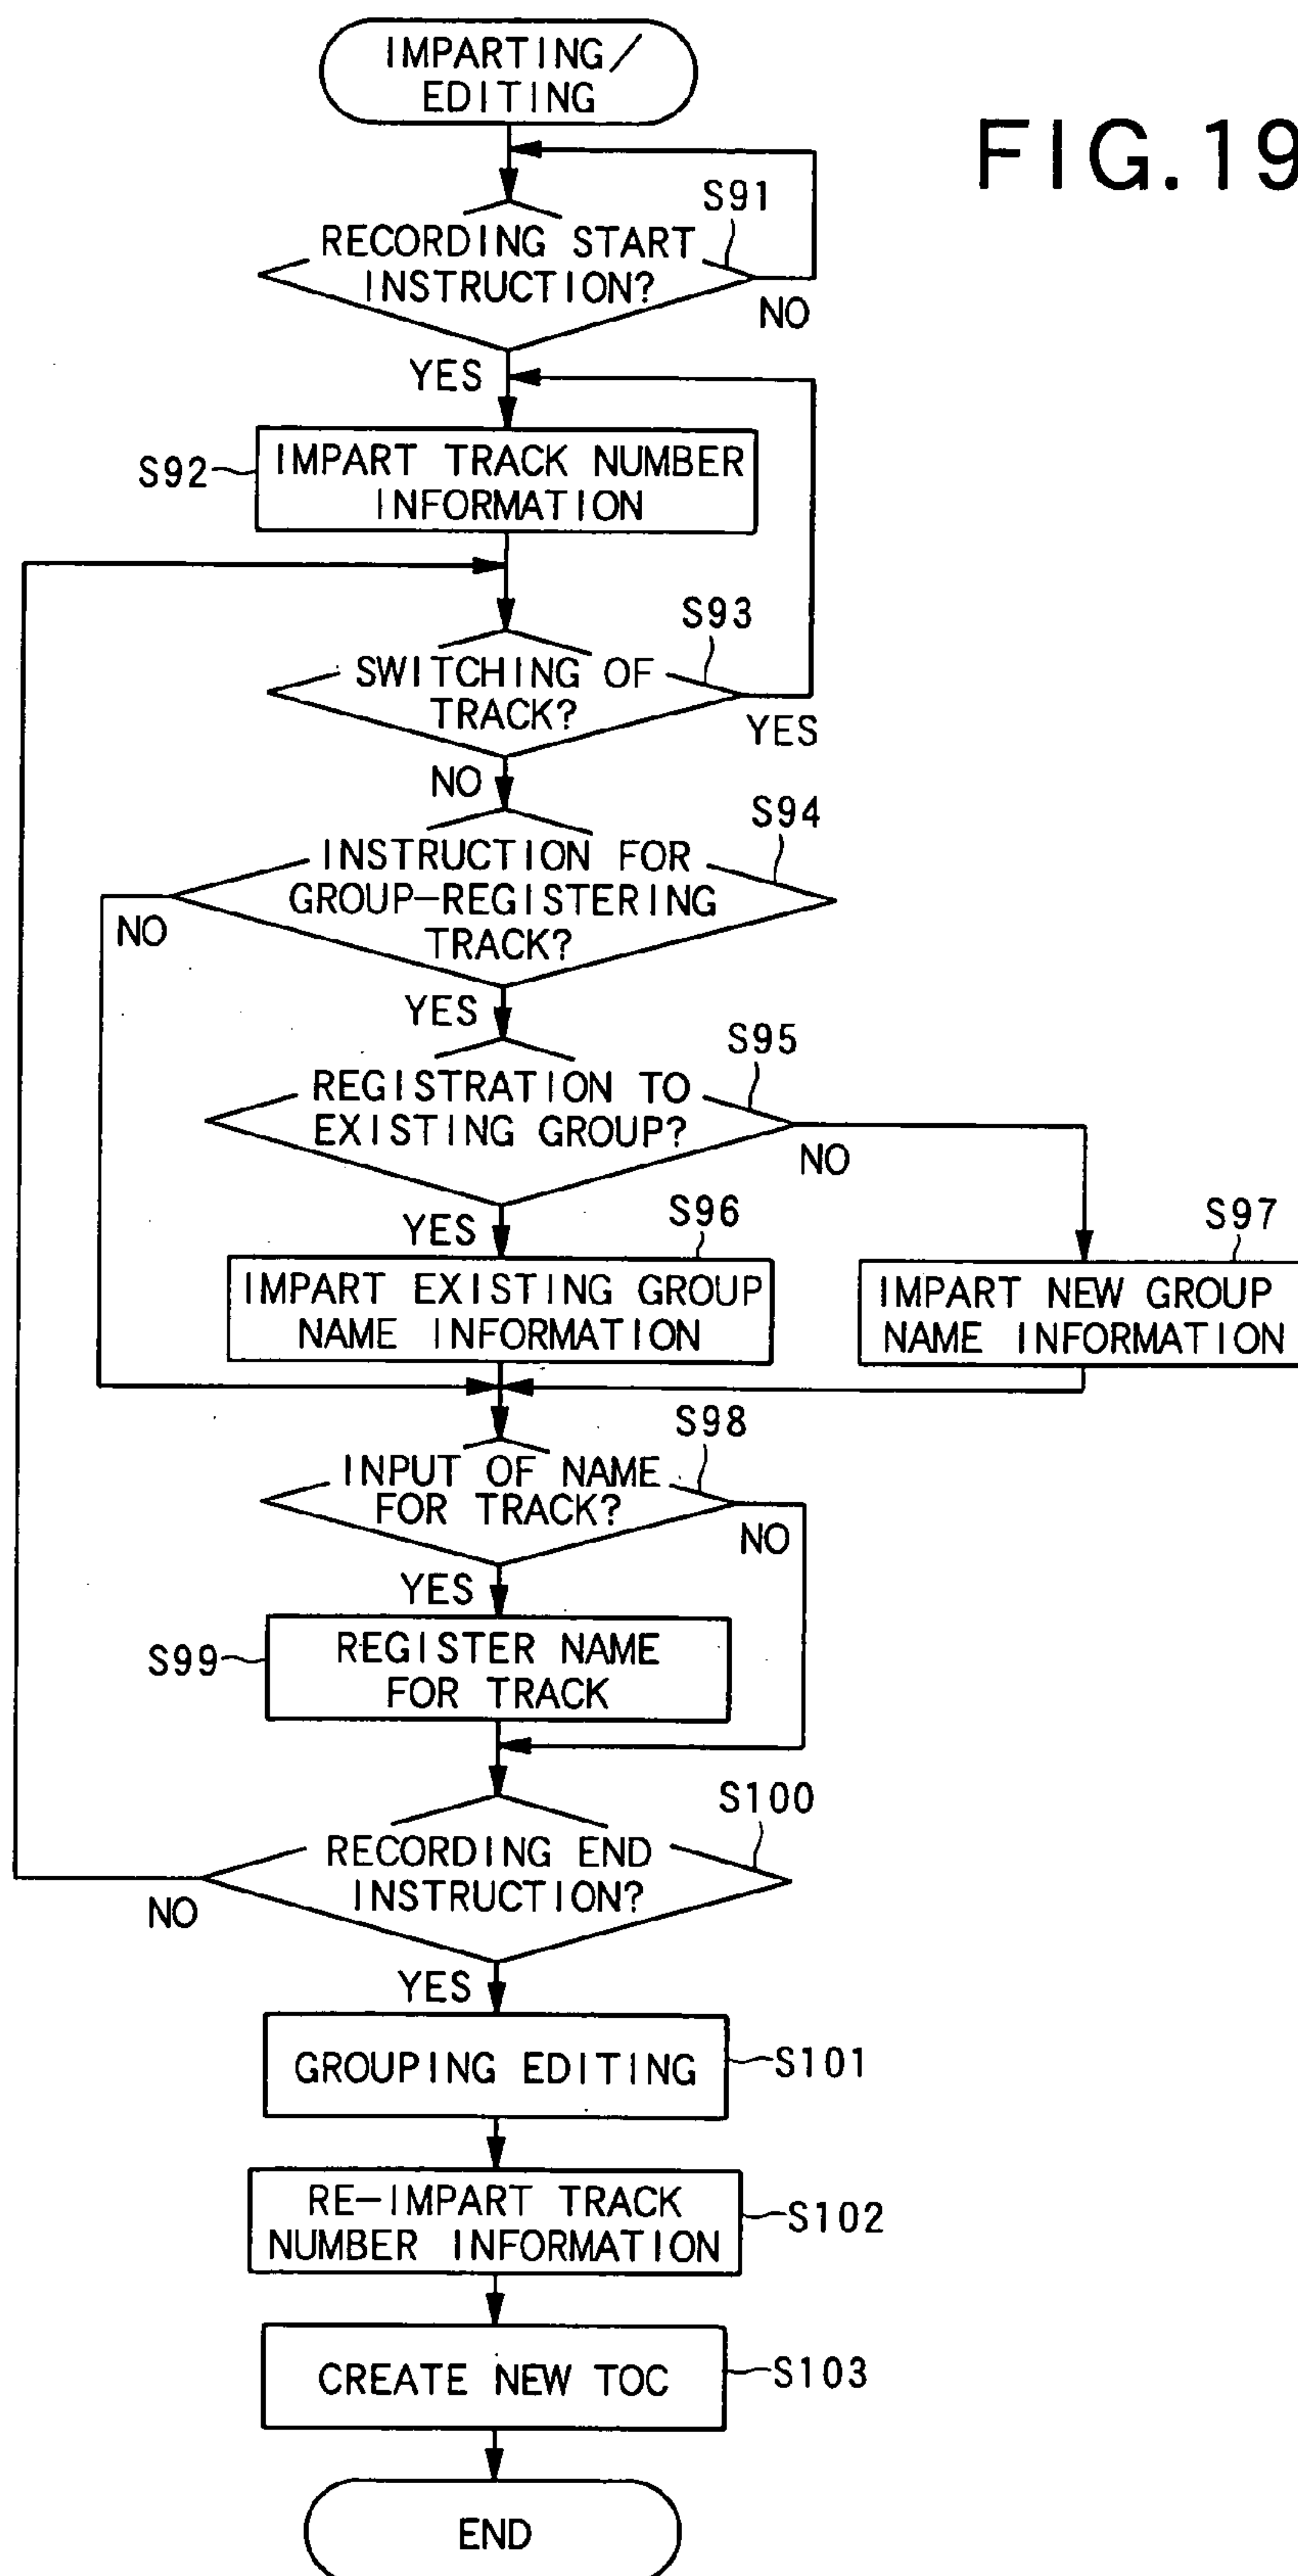 IMPARTING/
EDITING
FIG.19
S91
RECORDING START
INSTRUCTION?
NO
YES
S92
IMPART TRACK NUMBER
INFORMATION
S93
SWITCHING OF
TRACK?
YES
NO
S94
INSTRUCTION FOR
GROUP-REGISTERING
TRACK?
NO
YES
S95
REGISTRATION TO
EXISTING GROUP?
NO
YES
S96
S97
IMPART EXISTING GROUP
NAME INFORMATION
IMPART NEW GROUP
NAME INFORMATION
S98
INPUT OF NAME
FOR TRACK?
NO
YES
S99
REGISTER NAME
FOR TRACK
S100
RECORDING END
INSTRUCTION?
NO
YES
GROUPING EDITING
S101
RE-IMPART TRACK
NUMBER INFORMATION
S102
CREATE NEW TOC
S103
END